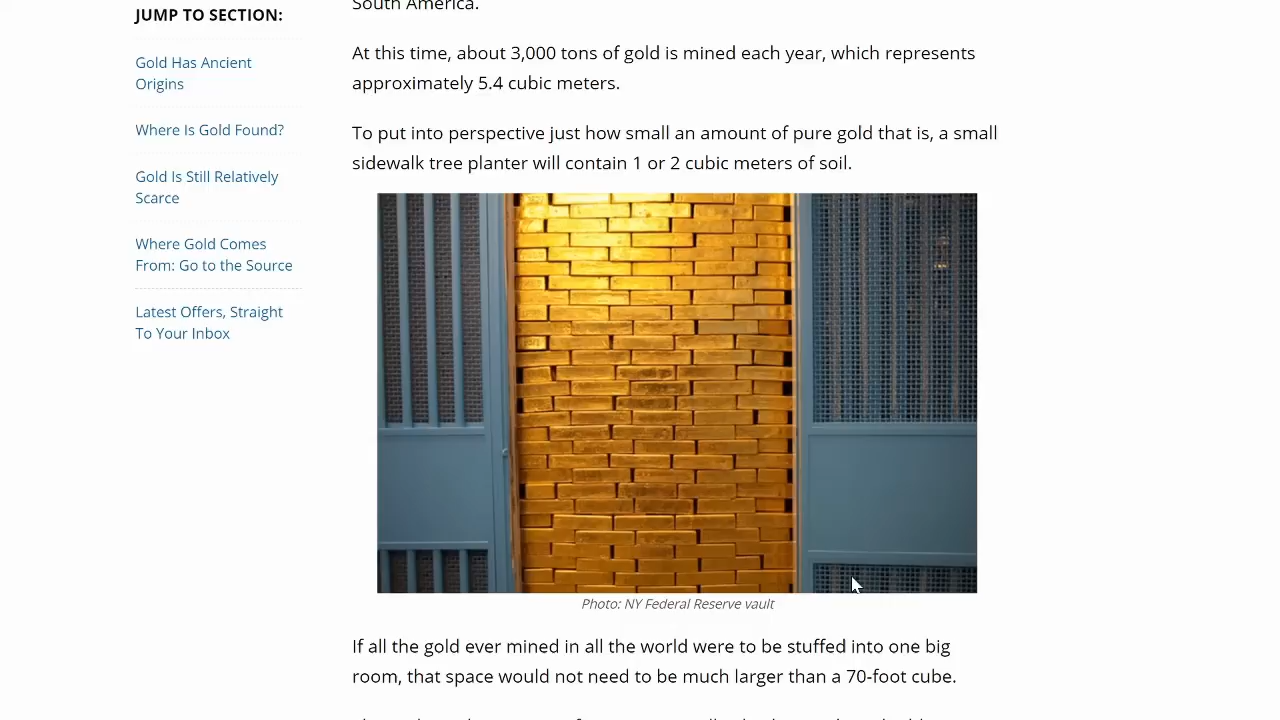 South America.
JUMP TO SECTION:
Gold Has Ancient
Origins
Where Is Gold Found?
Gold Is Still Relatively
Scarce
Where Gold Comes
From: Go to the Source
Latest Offers, Straight
To Your Inbox
At this time, about 3,000 tons of gold is mined each year, which represents
approximately 5.4 cubic meters.
To put into perspective just how small an amount of pure gold that is, a small
sidewalk tree planter will contain 1 or 2 cubic meters of soil.
Photo: NY Federal Reserve vault
If all the gold ever mined in all the world were to be stuffed into one big
room, that space would not need to be much larger than a 70-foot cube.